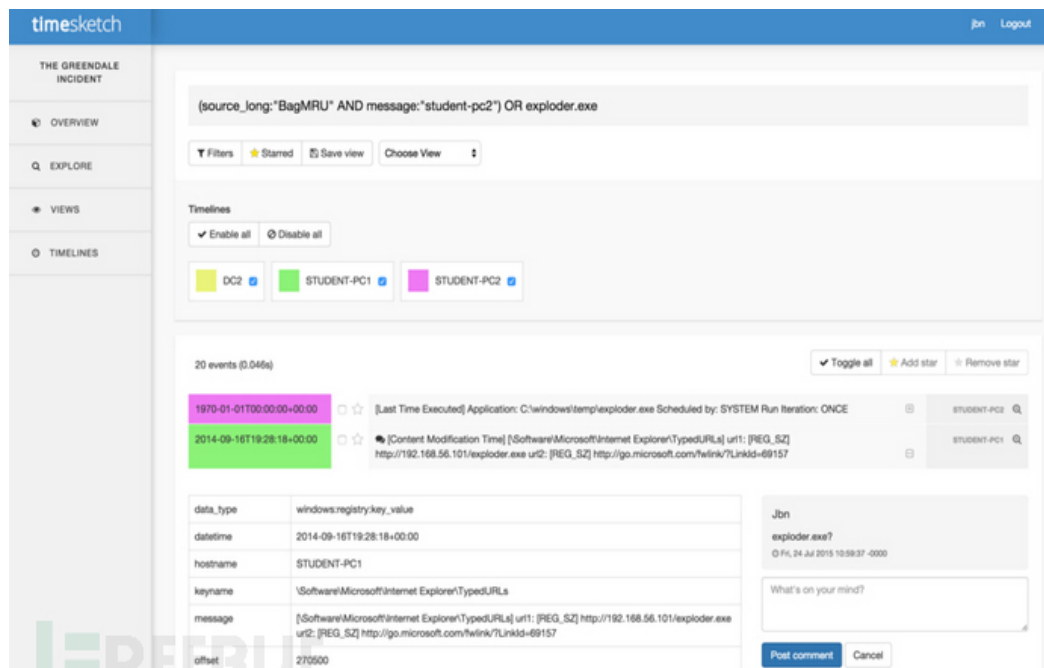 timesketch
jbn Logout
THE GREENDALE
INCIDENT
OVERVIEW
EXPLORE
VIEWS
TIMELINES
(source_long:"BagMRU" AND message:"student-pc2") OR exploder.exe
Filters Starred Save view Choose View
Timelines
Enable all Disable all
DC2 STUDENT-PC1 STUDENT-PC2
20 events (0.046s)
Toggle all Add star Remove star
1970-01-01T00:00:00+00:00 [Last Time Executed] Application: C:\windows\temp\exploder.exe Scheduled by: SYSTEM Run Iteration: ONCE STUDENT-PC2
2014-09-16T19:28:18+00:00 [Content Modification Time] [\Software\Microsoft\Internet Explorer\TypedURLs] url1: [REG_SZ] STUDENT-PC1
http://192.168.56.101/exploder.exe url2: [REG_SZ] http://go.microsoft.com/fwlink/?LinkId=69157
data_type windows:registry:key_value
datetime 2014-09-16T19:28:18+00:00
hostname STUDENT-PC1
keyname \Software\Microsoft\Internet Explorer\TypedURLs
message [\Software\Microsoft\Internet Explorer\TypedURLs] url1: [REG_SZ] http://192.168.56.101/exploder.exe
url2: [REG_SZ] http://go.microsoft.com/fwlink/?LinkId=69157
offset 270500
Jbn
exploder.exe?
Fri, 24 Jul 2015 10:59:37 -0000
What's on your mind?
Post comment Cancel